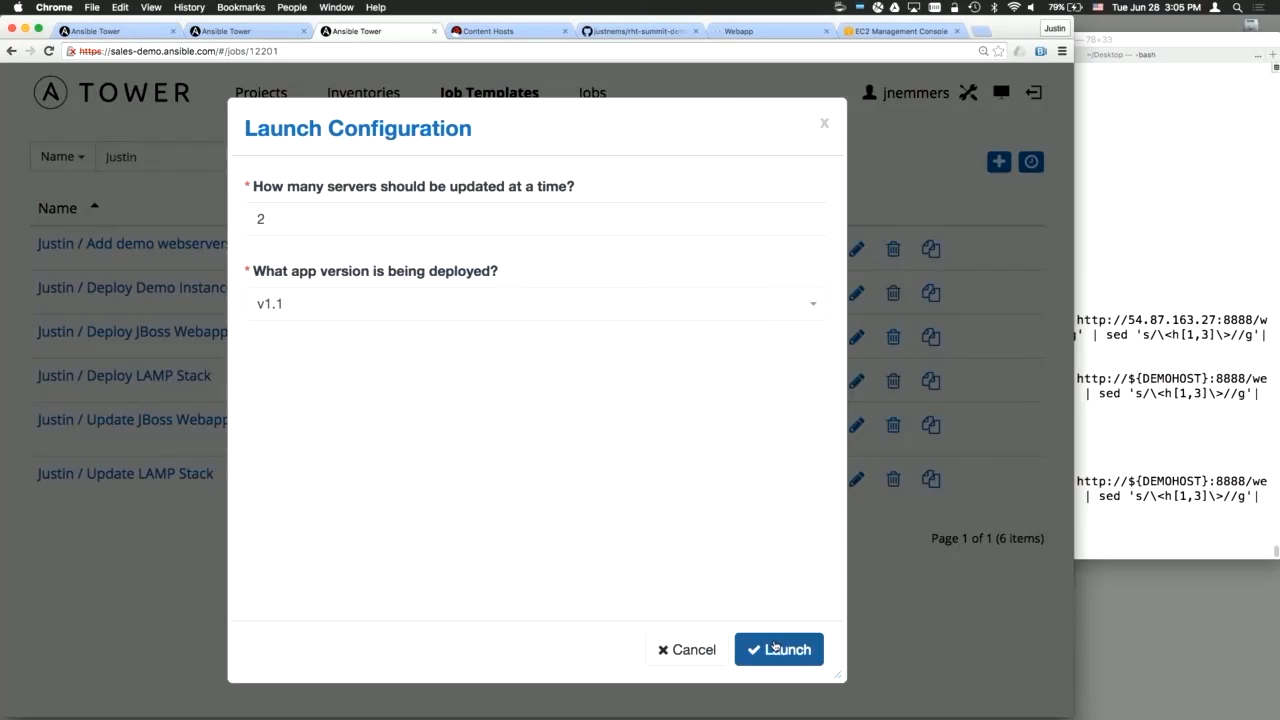 Chrome File Edit View History Bookmarks People Window Help 79% Tue Jun 28 3:05 PM
Ansible Tower
Ansible Tower
Ansible Tower
Content Hosts
justnems/rht-summit-dem
Webapp
EC2 Management Console
Justin
https://sales-demo.ansible.com/#/jobs/12201
78×33
~/Desktop — -bash
A TOWER Projects Inventories Job Templates Jobs jnemmers
Launch Configuration
x
Name Justin
* How many servers should be updated at a time?
2
Name
Justin / Add demo webservers
* What app version is being deployed?
Justin / Deploy Demo Instanc
v1.1
Justin / Deploy JBoss Webapp
Justin / Deploy LAMP Stack
Justin / Update JBoss Webapp
Justin / Update LAMP Stack
Page 1 of 1 (6 items)
Cancel
Launch
http://54.87.163.27:8888/w
g' | sed 's/\<h[1,3]\>//g'|
http://${DEMOHOST}:8888/we
| sed 's/\<h[1,3]\>//g'|
http://${DEMOHOST}:8888/we
| sed 's/\<h[1,3]\>//g'|